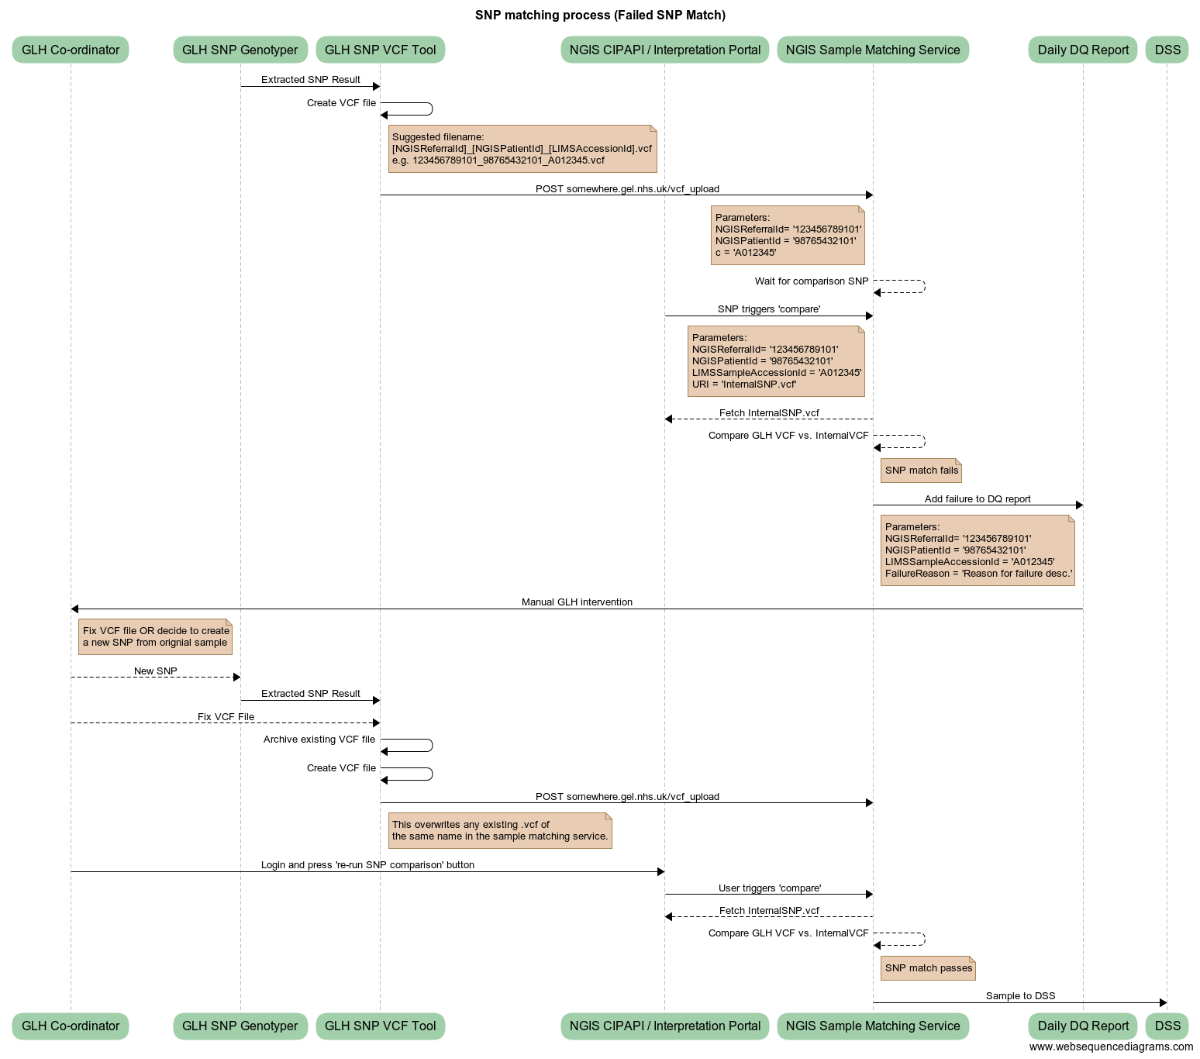 SNP matching process (Failed SNP Match)
GLH Co-ordinator
GLH SNP Genotyper
GLH SNP VCF Tool
NGIS CIPAPI / Interpretation Portal
NGIS Sample Matching Service
Daily DQ Report
DSS
Extracted SNP Result
Create VCF file
Suggested filename:
[NGISReferralId]_[NGISPatientId]_[LIMSAccessionId].vcf
e.g. 123456789101_98765432101_A012345.vcf
POST somewhere.gel.nhs.uk/vcf_upload
Parameters:
NGISReferralId= '123456789101'
NGISPatientId = '98765432101'
c = 'A012345'
Wait for comparison SNP
SNP triggers 'compare'
Parameters:
NGISReferralId= '123456789101'
NGISPatientId = '98765432101'
LIMSSampleAccessionId = 'A012345'
URI = 'InternalSNP.vcf'
Fetch InternalSNP.vcf
Compare GLH VCF vs. InternalVCF
SNP match fails
Add failure to DQ report
Parameters:
NGISReferralId= '123456789101'
NGISPatientId = '98765432101'
LIMSSampleAccessionId = 'A012345'
FailureReason = 'Reason for failure desc.'
Manual GLH intervention
Fix VCF file OR decide to create
a new SNP from orignial sample
New SNP
Extracted SNP Result
Fix VCF File
Archive existing VCF file
Create VCF file
POST somewhere.gel.nhs.uk/vcf_upload
This overwrites any existing .vcf of
the same name in the sample matching service.
Login and press 're-run SNP comparison' button
User triggers 'compare'
Fetch InternalSNP.vcf
Compare GLH VCF vs. InternalVCF
SNP match passes
Sample to DSS
GLH Co-ordinator
GLH SNP Genotyper
GLH SNP VCF Tool
NGIS CIPAPI / Interpretation Portal
NGIS Sample Matching Service
Daily DQ Report
DSS
www.websequencediagrams.com